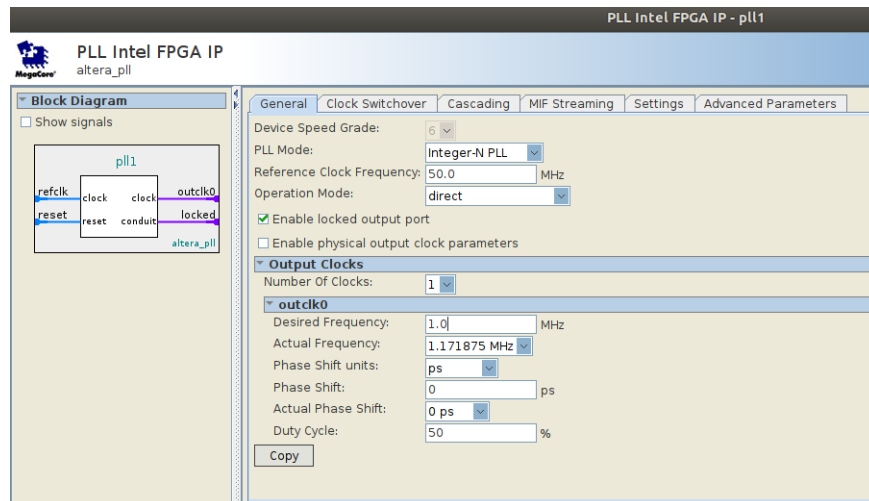 PLL Intel FPGA IP - pll1
PLL Intel FPGA IP
altera_pll
MegaCore'
Block Diagram
Show signals
pll1
refclk
clock
clock
outclk0
reset
reset
conduit
locked
altera_pll
General
Clock Switchover
Cascading
MIF Streaming
Settings
Advanced Parameters
Device Speed Grade: 6
PLL Mode: Integer-N PLL
Reference Clock Frequency: 50.0 MHz
Operation Mode: direct
Enable locked output port
Enable physical output clock parameters
Output Clocks
Number Of Clocks: 1
outclk0
Desired Frequency: 1.0 MHz
Actual Frequency: 1.171875 MHz
Phase Shift units: ps
Phase Shift: 0 ps
Actual Phase Shift: 0 ps
Duty Cycle: 50 %
Copy